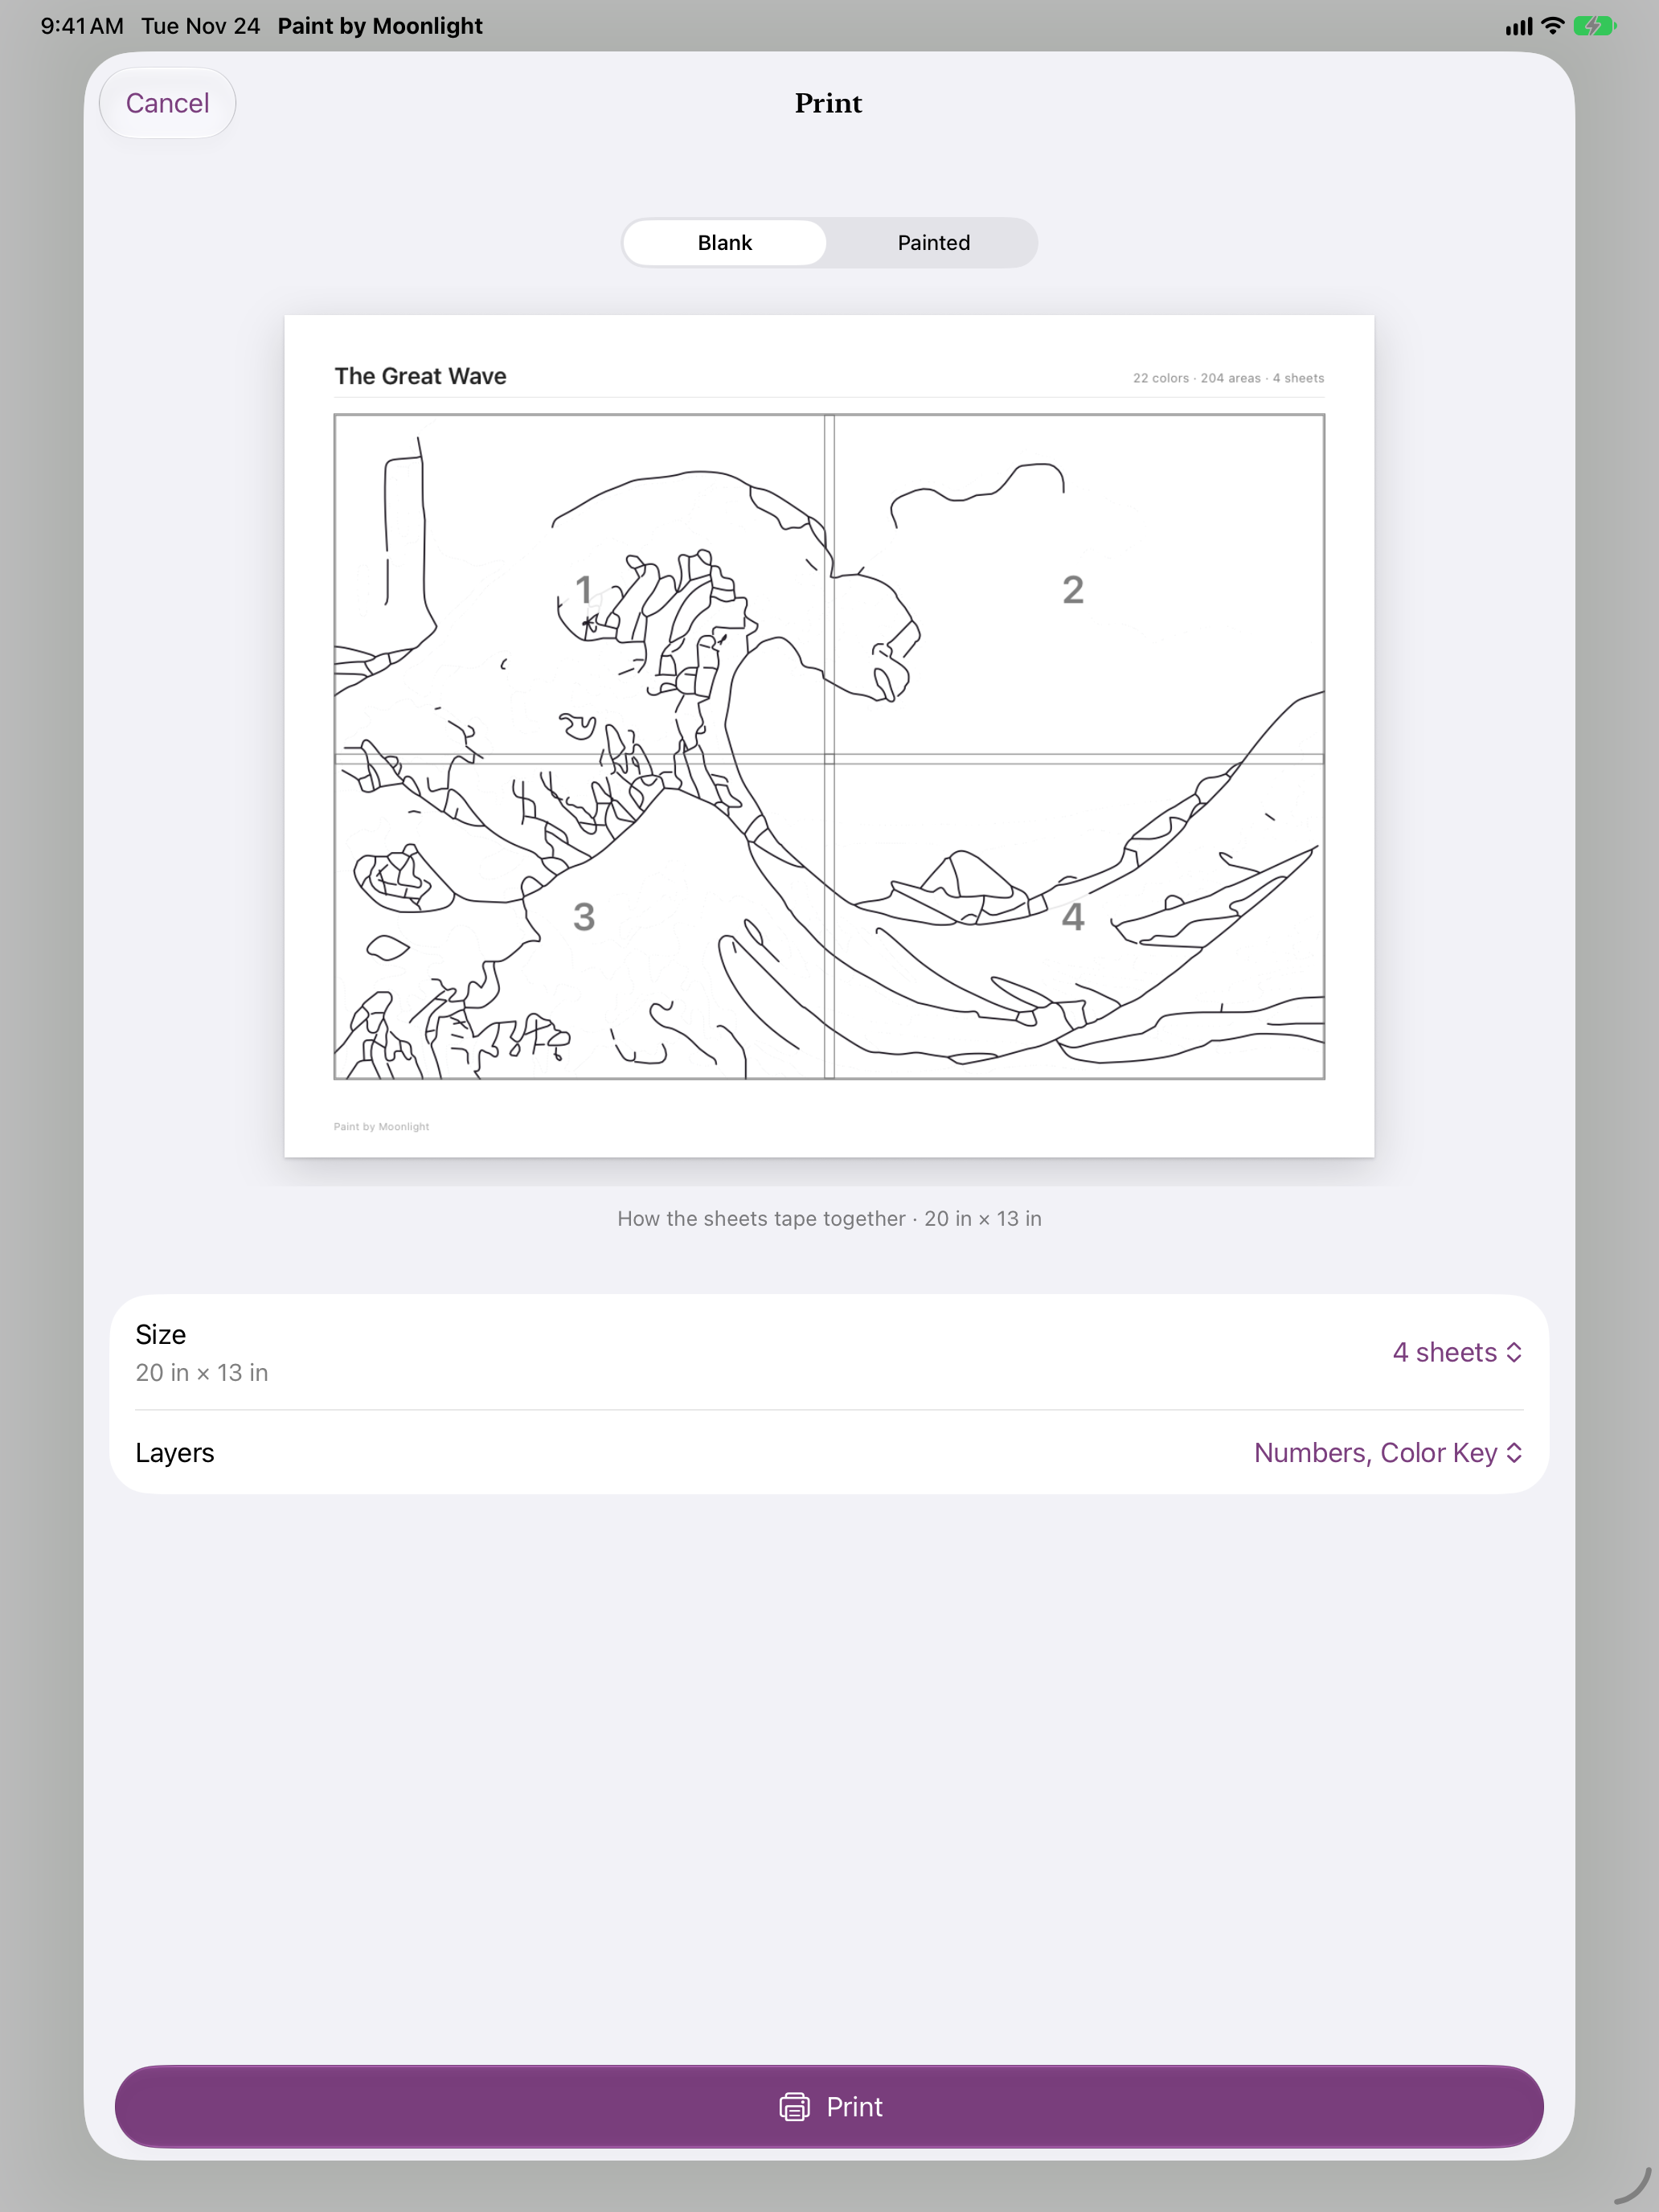 9:41 AM Tue Nov 24 Paint by Moonlight
Cancel
Print
Blank
Painted
The Great Wave
22 colors · 204 areas · 4 sheets
1
2
3
4
Paint by Moonlight
How the sheets tape together · 20 in × 13 in
Size
20 in × 13 in
4 sheets
Layers
Numbers, Color Key
Print